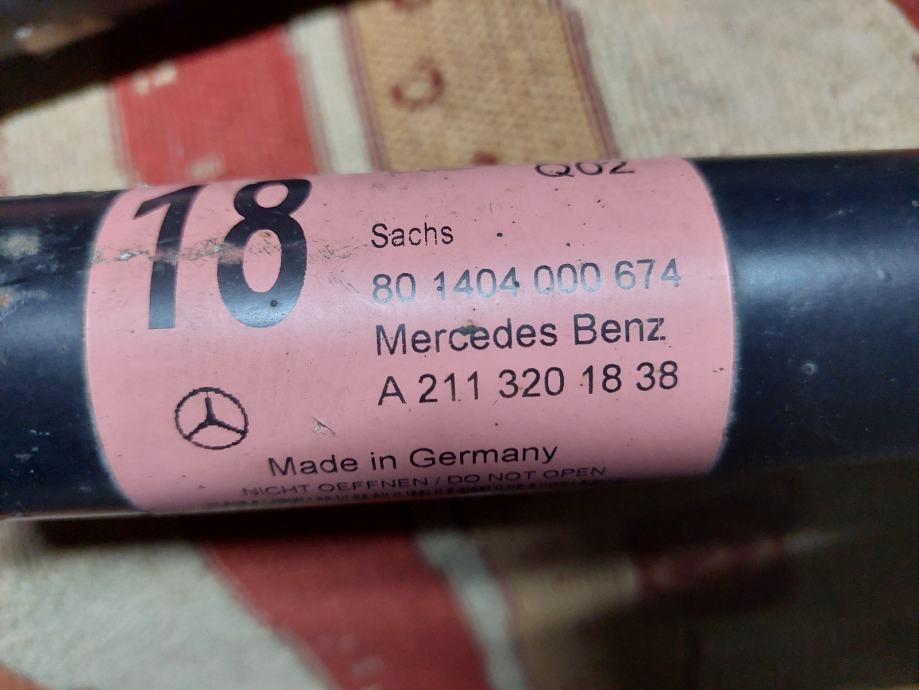 18
Q02
Sachs
80 1404 000 674
Mercedes Benz
A 211 320 18 38
Made in Germany
NICHT OEFFNEN / DO NOT OPEN